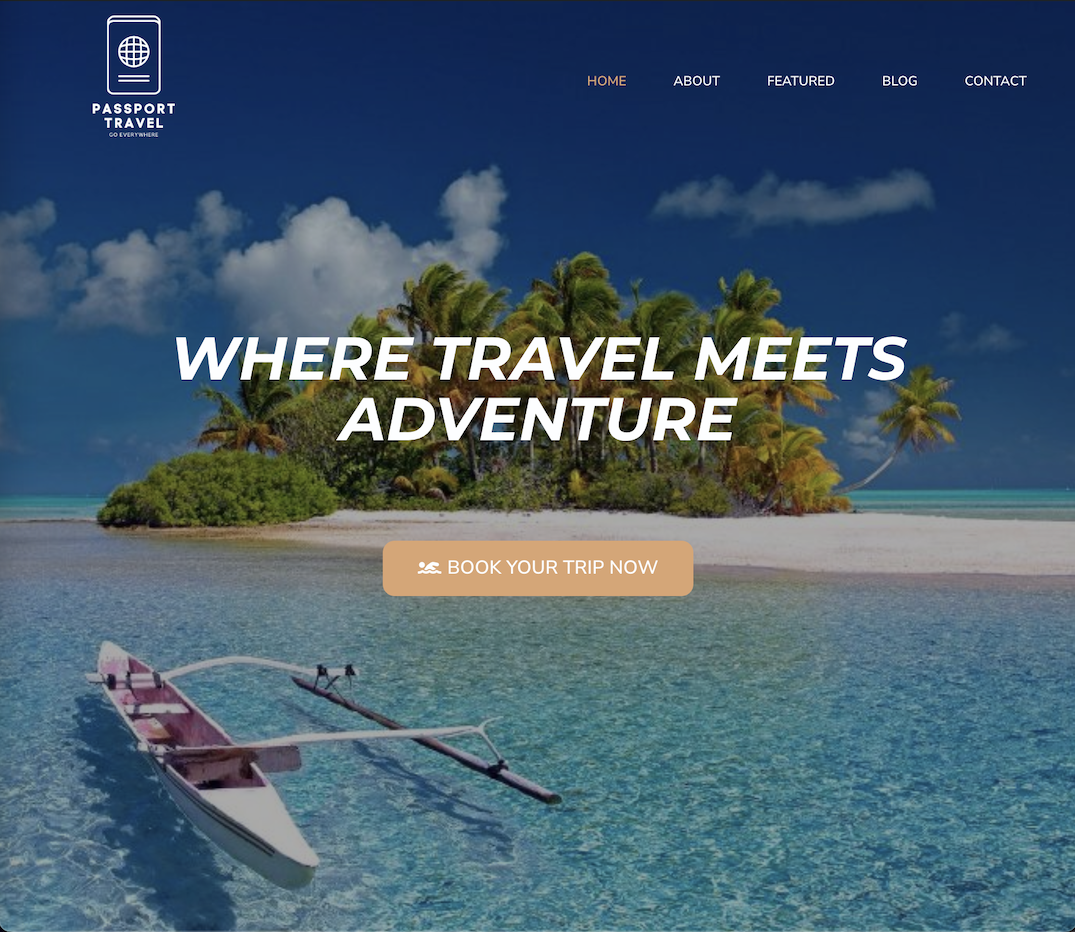 PASSPORT
TRAVEL
GO EVERYWHERE
HOME ABOUT FEATURED BLOG CONTACT
WHERE TRAVEL MEETS
ADVENTURE
BOOK YOUR TRIP NOW